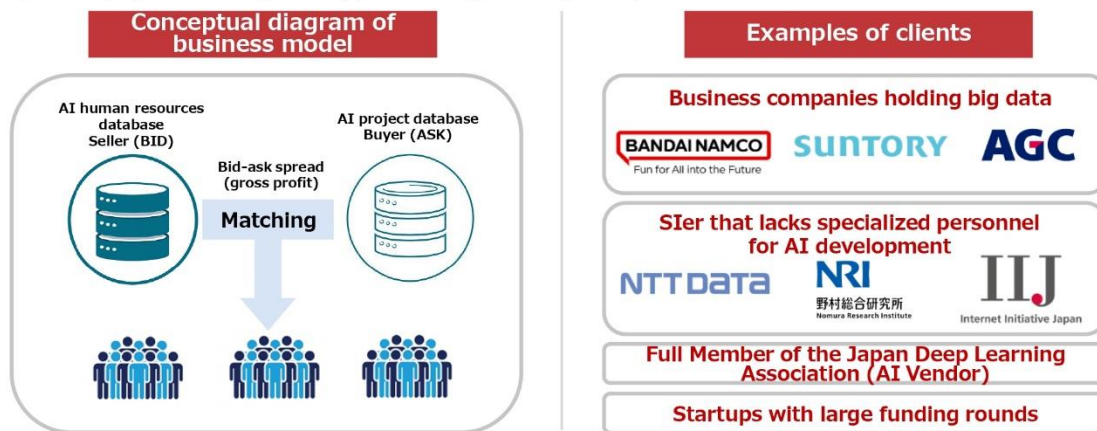 Conceptual diagram of
business model
AI human resources
database
Seller (BID)
AI project database
Buyer (ASK)
Bid-ask spread
(gross profit)
Matching
Examples of clients
Business companies holding big data
BANDAI NAMCO
Fun for All into the Future
SUNTORY
AGC
SIer that lacks specialized personnel
for AI development
NTT DATA
NRI
野村総合研究所
Nomura Research Institute
IIJ
Internet Initiative Japan
Full Member of the Japan Deep Learning
Association (AI Vendor)
Startups with large funding rounds